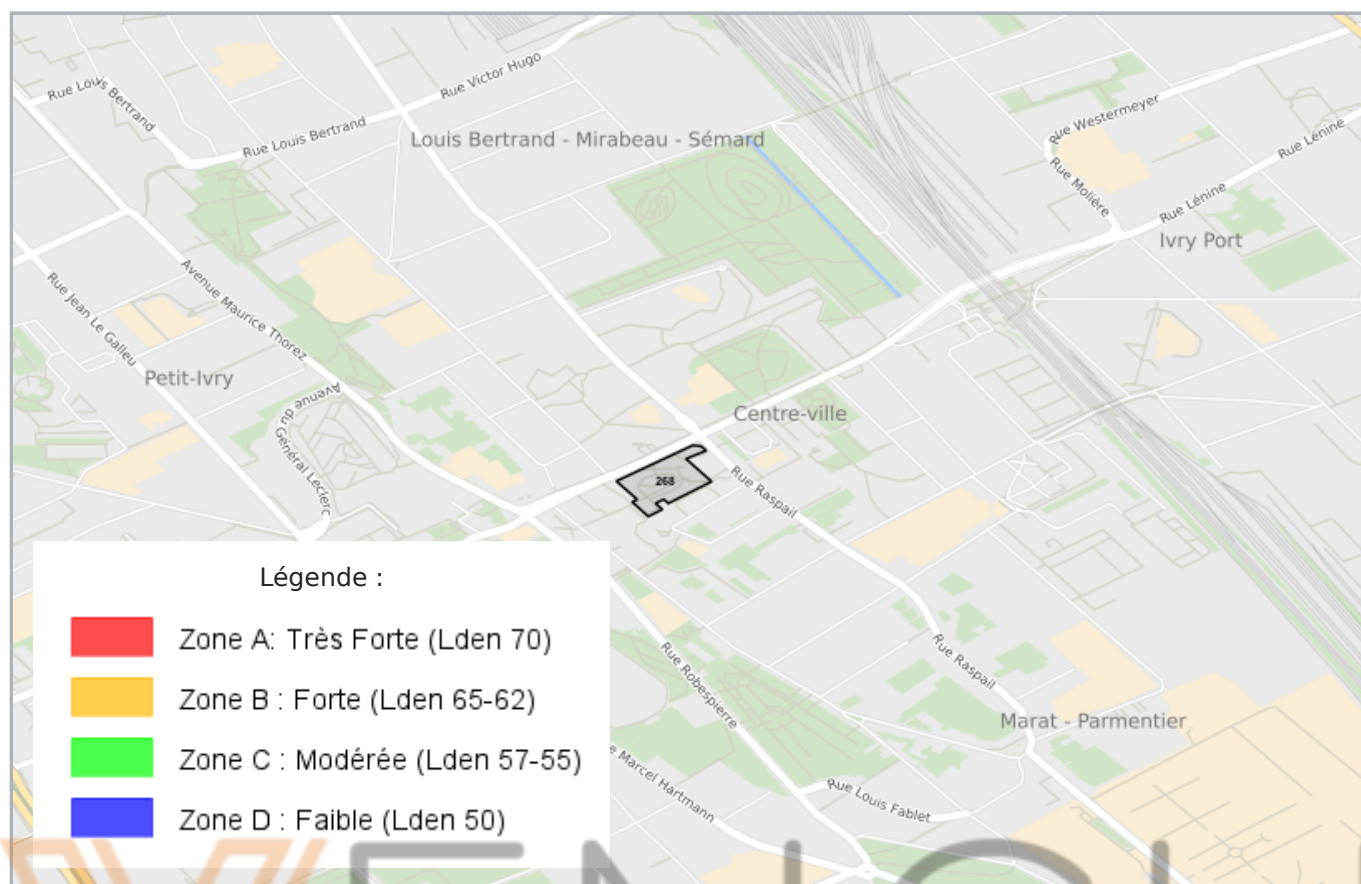 Rue Louis Bertrand
Rue Victor Hugo
Rue Louis Bertrand
Louis Bertrand - Mirabeau - Sémard
Rue Westermeyer
Rue Lénine
Rue Molière
Rue Lénine
Ivry Port
Avenue Maurice Thorez
Rue Jean Le Galleu
Petit-Ivry
Avenue du
Général Leclerc
Centre-ville
268
Rue Raspail
Rue Raspail
Rue Robespierre
Marat - Parmentier
e Marcel Hartmann
Rue Louis Fablet
Légende :
Zone A: Très Forte (Lden 70)
Zone B : Forte (Lden 65-62)
Zone C : Modérée (Lden 57-55)
Zone D : Faible (Lden 50)